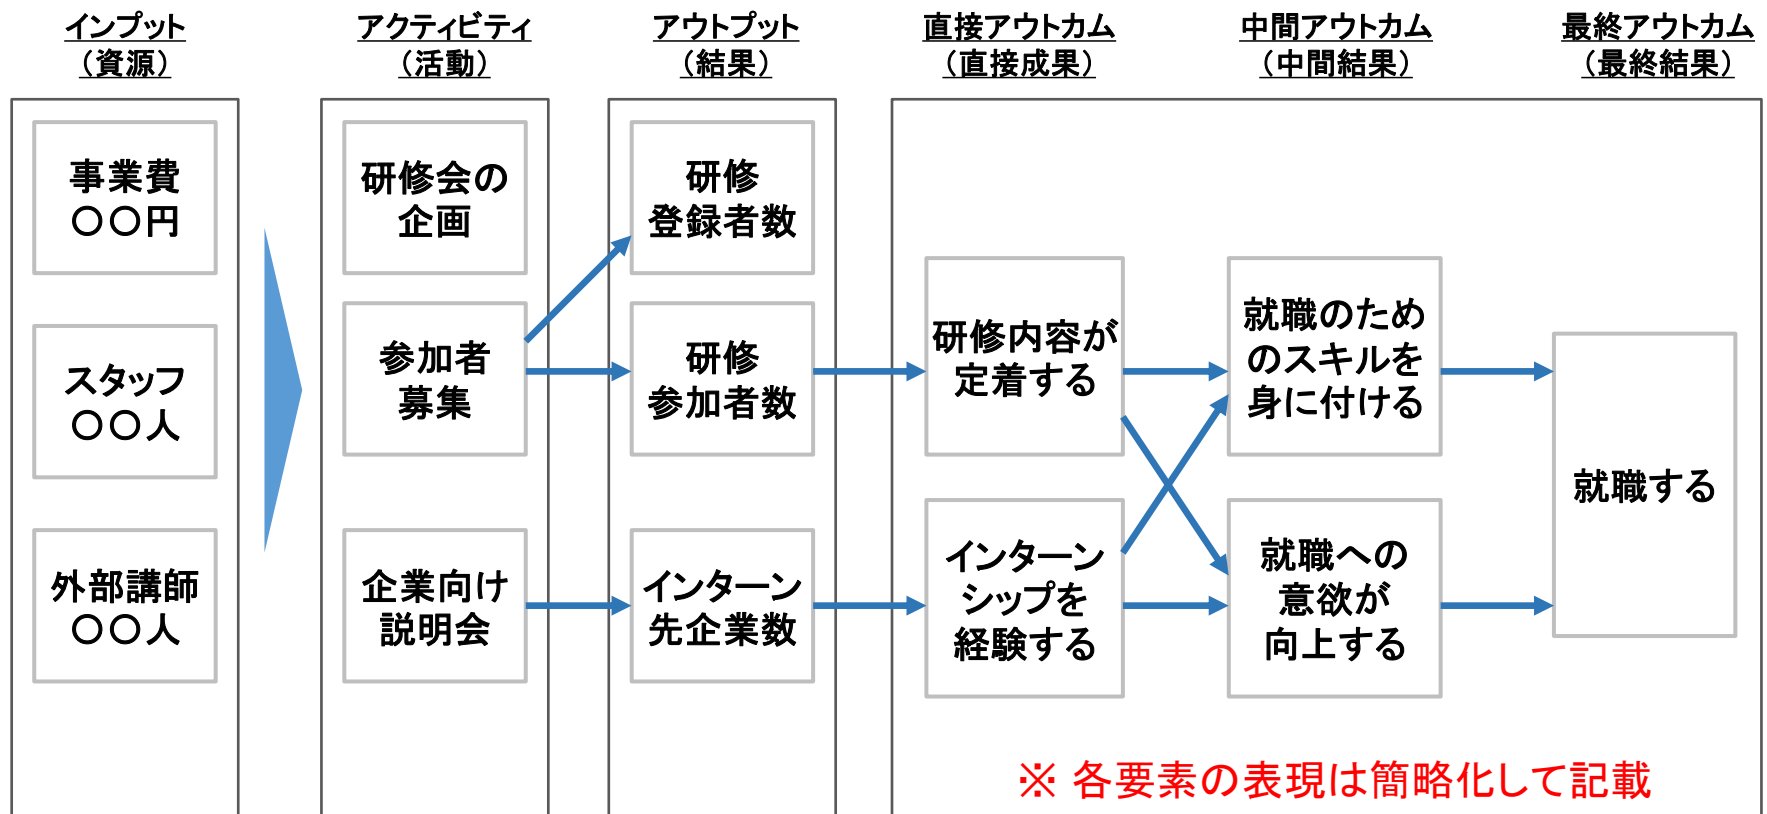 インプット
（資源）
アクティビティ
（活動）
アウトプット
（結果）
直接アウトカム
（直接成果）
中間アウトカム
（中間結果）
最終アウトカム
（最終結果）
事業費
〇〇円
スタッフ
〇〇人
外部講師
〇〇人
研修会の
企画
参加者
募集
企業向け
説明会
研修
登録者数
研修
参加者数
インターン
先企業数
研修内容が
定着する
インターン
シップを
経験する
就職のため
のスキルを
身に付ける
就職への
意欲が
向上する
就職する
※ 各要素の表現は簡略化して記載